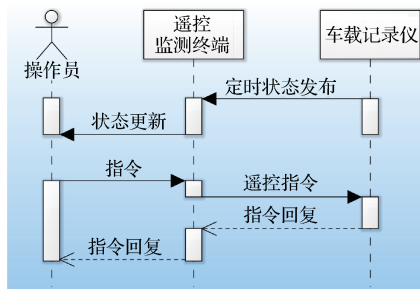 遥控
监测终端
车载记录仪
操作员
定时状态发布
状态更新
指令
遥控指令
指令回复
指令回复